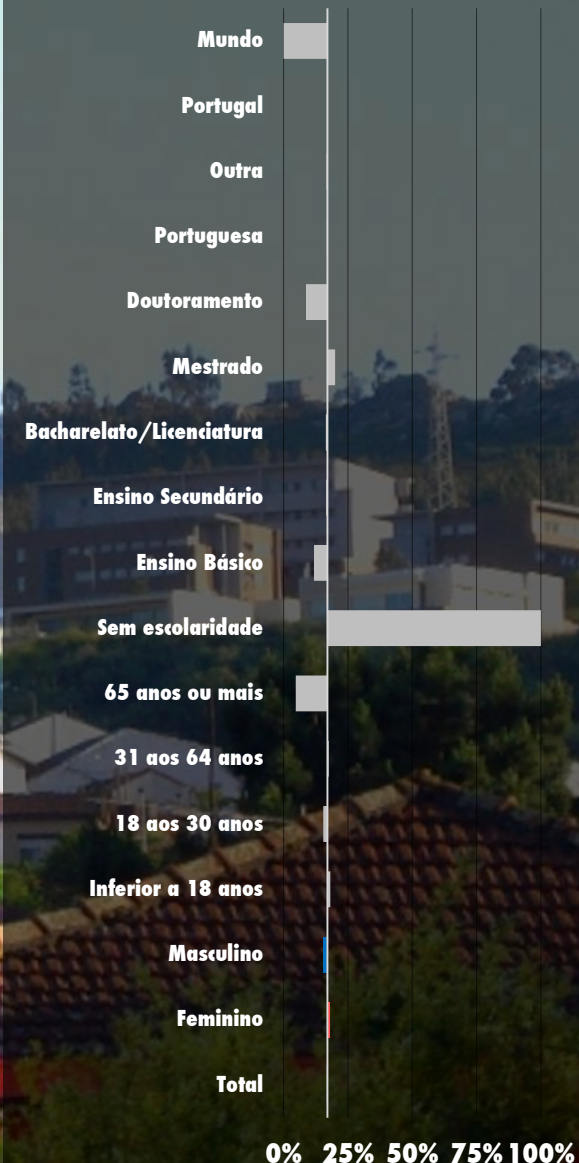 Mundo
Portugal
Outra
Portuguesa
Doutoramento
Mestrado
Bacharelato/Licenciatura
Ensino Secundário
Ensino Básico
Sem escolaridade
65 anos ou mais
31 aos 64 anos
18 aos 30 anos
Inferior a 18 anos
Masculino
Feminino
Total
0% 25% 50% 75% 100%